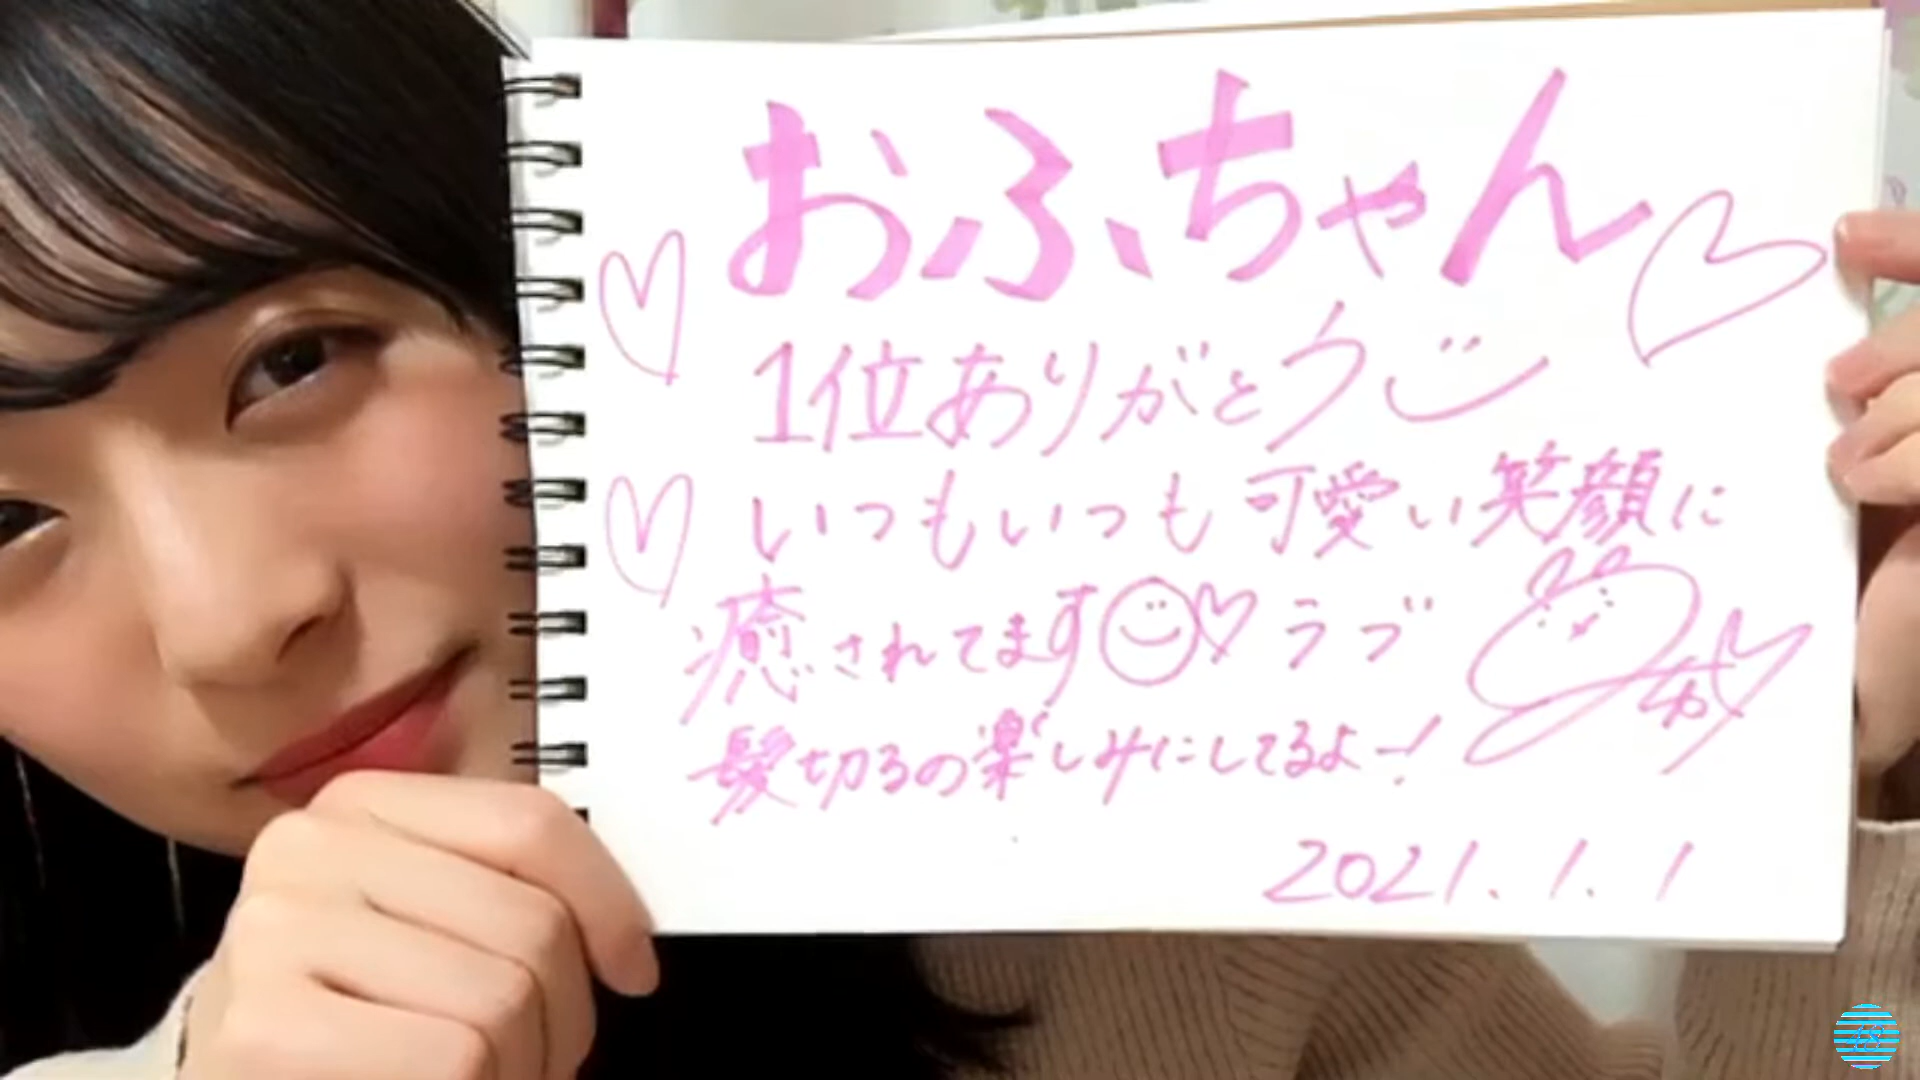 おふちゃん
1位ありがとう
いつもいつも可愛い笑顔に
癒されてます ラブ
髪切るの楽しみにしてるよー!
2021.1.1
18